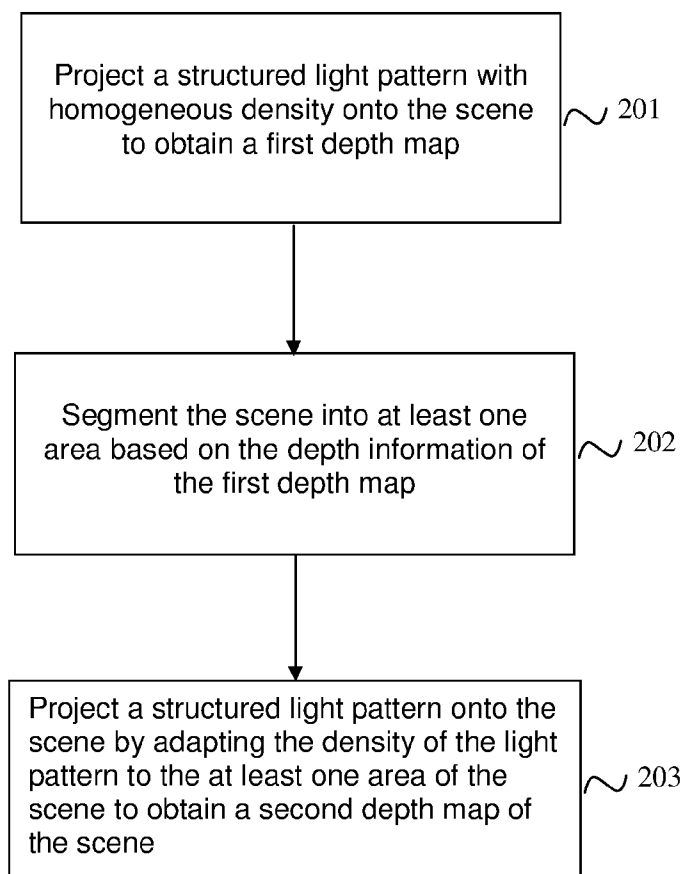 Project a structured light pattern with
homogeneous density onto the scene
to obtain a first depth map
201
Segment the scene into at least one
area based on the depth information of
the first depth map
202
Project a structured light pattern onto the
scene by adapting the density of the light
pattern to the at least one area of the
scene to obtain a second depth map of
the scene
203